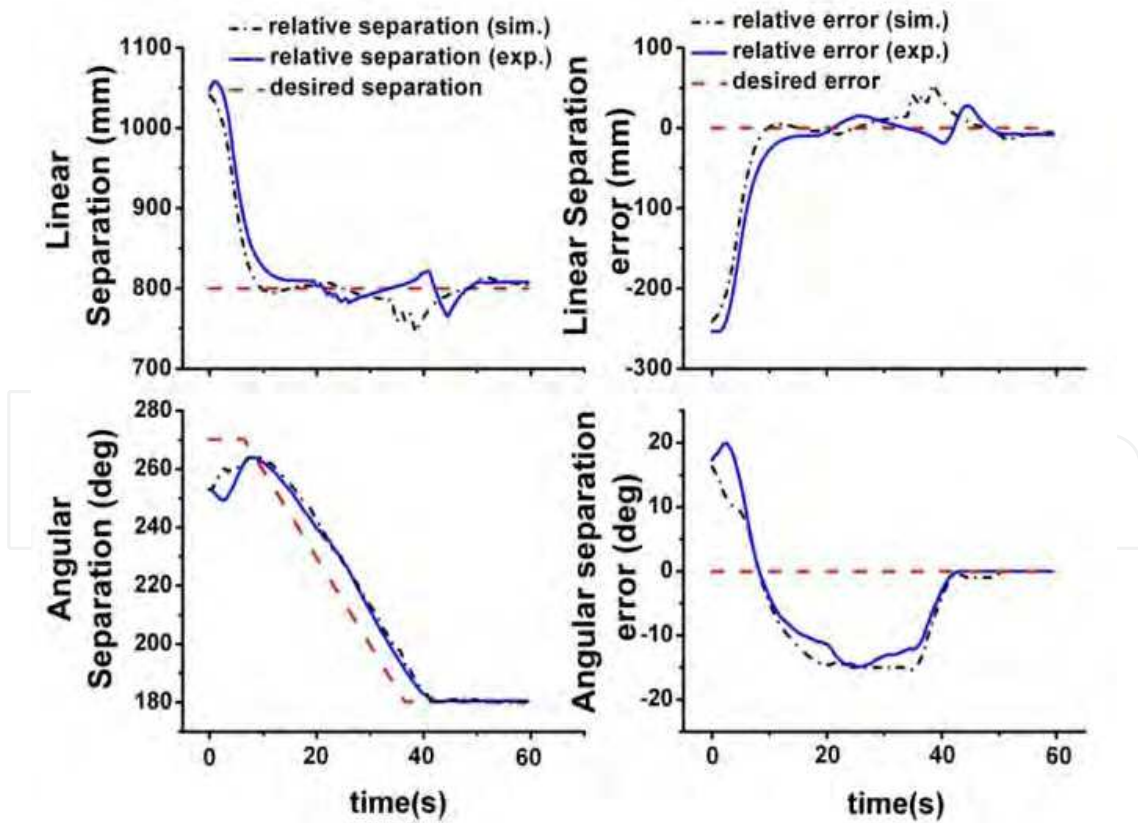 relative separation (sim.)
relative separation (exp.)
desired separation
1100
1000
900
800
700
Linear
Separation (mm)
relative error (sim.)
relative error (exp.)
desired error
100
0
-100
-200
-300
Linear Separation
error (mm)
280
260
240
220
200
180
Angular
Separation (deg)
0
20
40
60
time(s)
20
10
0
-10
-20
Angular separation
error (deg)
0
20
40
60
time(s)